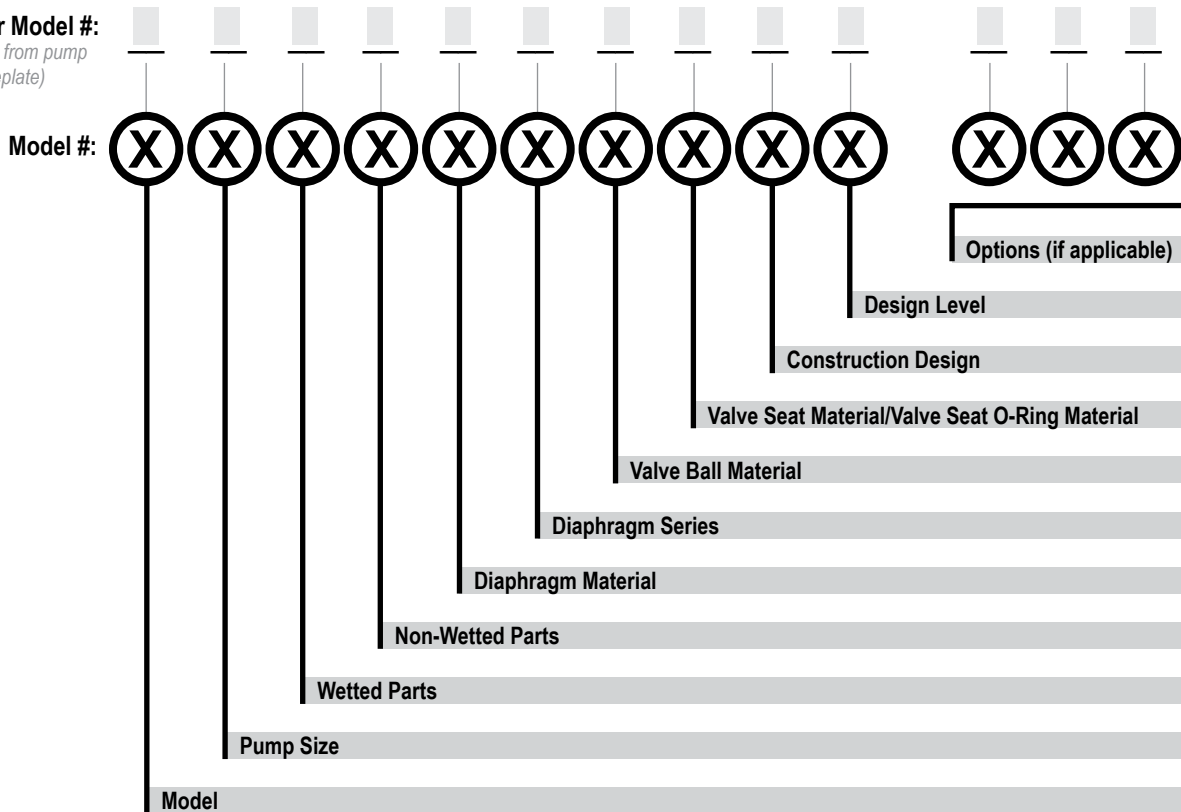 r Model #:
from pump
eplate)
Model #:
X X X X X X X X X X X X X
Options (if applicable)
Design Level
Construction Design
Valve Seat Material/Valve Seat O-Ring Material
Valve Ball Material
Diaphragm Series
Diaphragm Material
Non-Wetted Parts
Wetted Parts
Pump Size
Model